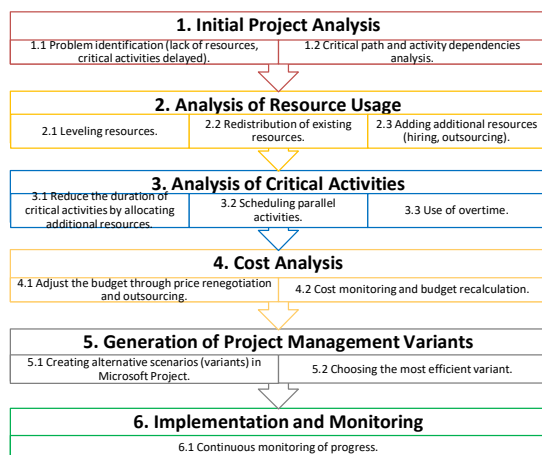 1. Initial Project Analysis
1.1 Problem identification (lack of resources,
critical activities delayed).
1.2 Critical path and activity dependencies
analysis.
2. Analysis of Resource Usage
2.1 Leveling resources.
2.2 Redistribution of existing
resources.
2.3 Adding additional resources
(hiring, outsourcing).
3. Analysis of Critical Activities
3.1 Reduce the duration of
critical activities by allocating
additional resources.
3.2 Scheduling parallel
activities.
3.3 Use of overtime.
4. Cost Analysis
4.1 Adjust the budget through price renegotiation
and outsourcing.
4.2 Cost monitoring and budget recalculation.
5. Generation of Project Management Variants
5.1 Creating alternative scenarios (variants) in
Microsoft Project.
5.2 Choosing the most efficient variant.
6. Implementation and Monitoring
6.1 Continuous monitoring of progress.